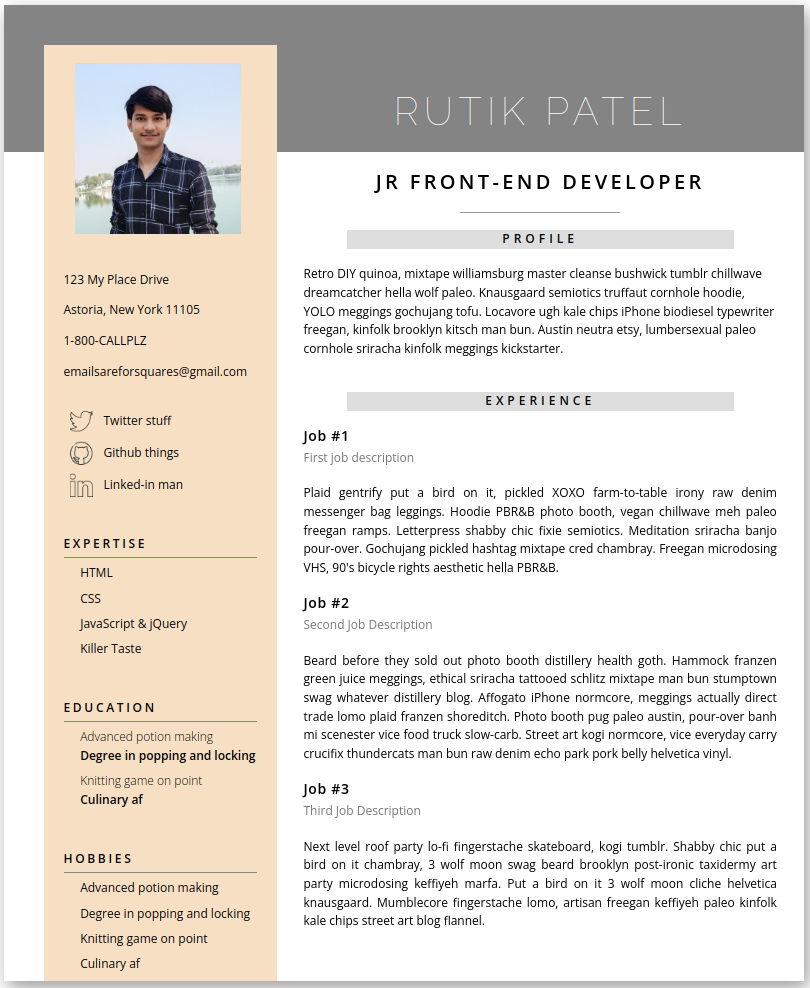 RUTIK PATEL
JR FRONT-END DEVELOPER
123 My Place Drive
Astoria, New York 11105
1-800-CALLPLZ
emailsareforsquares@gmail.com
Twitter stuff
Github things
in Linked-in man
EXPERTISE
HTML
CSS
JavaScript & jQuery
Killer Taste
EDUCATION
Advanced potion making
Degree in popping and locking
Knitting game on point
Culinary af
HOBBIES
Advanced potion making
Degree in popping and locking
Knitting game on point
Culinary af
PROFILE
Retro DIY quinoa, mixtape williamsburg master cleanse bushwick tumblr chillwave
dreamcatcher hella wolf paleo. Knausgaard semiotics truffaut cornhole hoodie,
YOLO meggings gochujang tofu. Locavore ugh kale chips iPhone biodiesel typewriter
freegan, kinfolk brooklyn kitsch man bun. Austin neutra etsy, lumbersexual paleo
cornhole sriracha kinfolk meggings kickstarter.
EXPERIENCE
Job #1
First job description
Plaid gentrify put a bird on it, pickled XOXO farm-to-table irony raw denim
messenger bag leggings. Hoodie PBR&B photo booth, vegan chillwave meh paleo
freegan ramps. Letterpress shabby chic fixie semiotics. Meditation sriracha banjo
pour-over. Gochujang pickled hashtag mixtape cred chambray. Freegan microdosing
VHS, 90's bicycle rights aesthetic hella PBR&B.
Job #2
Second Job Description
Beard before they sold out photo booth distillery health goth. Hammock franzen
green juice meggings, ethical sriracha tattooed schlitz mixtape man bun stumptown
swag whatever distillery blog. Affogato iPhone normcore, meggings actually direct
trade lomo plaid franzen shoreditch. Photo booth pug paleo austin, pour-over banh
mi scenester vice food truck slow-carb. Street art kogi normcore, vice everyday carry
crucifix thundercats man bun raw denim echo park pork belly helvetica vinyl.
Job #3
Third Job Description
Next level roof party lo-fi fingerstache skateboard, kogi tumblr. Shabby chic put a
bird on it chambray, 3 wolf moon swag beard brooklyn post-ironic taxidermy art
party microdosing keffiyeh marfa. Put a bird on it 3 wolf moon cliche helvetica
knausgaard. Mumblecore fingerstache lomo, artisan freegan keffiyeh paleo kinfolk
kale chips street art blog flannel.